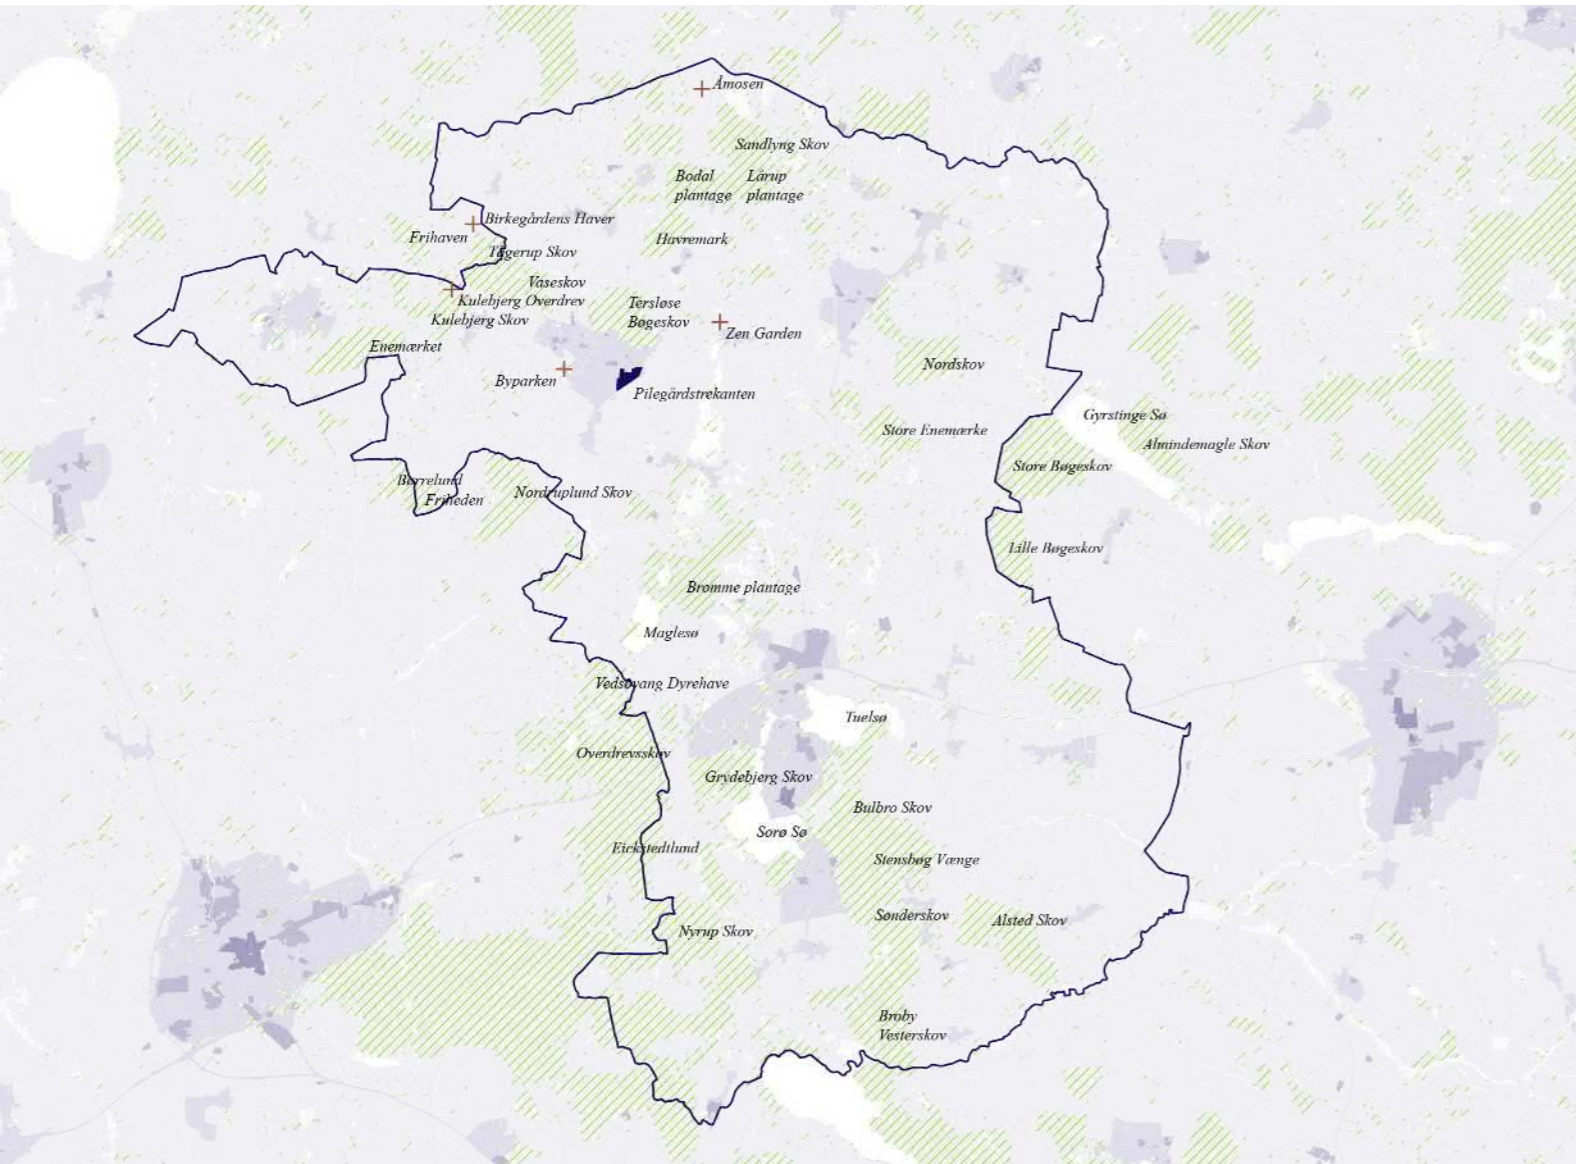 Åmosen
Sandlyng Skov
Bodal
plantage
Lårup
plantage
Birkegårdens Haver
Frihaven
Havremark
Tågerup Skov
Vaseskov
Kulebjerg Overdrev
Tersløse
Bøgeskov
Kulebjerg Skov
Zen Garden
Enemærket
Nordskov
Byparken
Pilegårdstrekanten
Gyrstinge Sø
Store Enemærke
Almindemagle Skov
Store Bøgeskov
Børrelund
Friheden
Nordruplund Skov
Lille Bøgeskov
Bromme plantage
Maglesø
Vedsøvang Dyrehave
Tuelsø
Overdrevsskov
Grydebjerg Skov
Bulbro Skov
Sorø Sø
Eickstedtlund
Stensbøg Vænge
Sønderskov
Alsted Skov
Nyrup Skov
Broby
Vesterskov